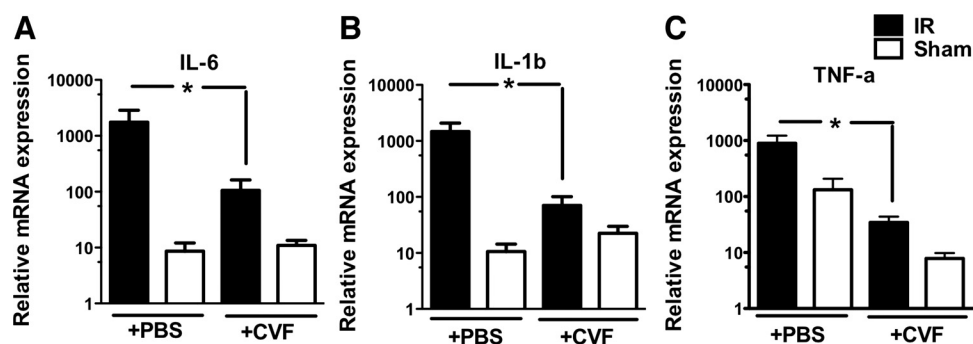 A
IL-6
Relative mRNA expression
10000
1000
100
10
1
*
+PBS
+CVF
B
IL-1b
Relative mRNA expression
10000
1000
100
10
1
*
+PBS
+CVF
C
IR
Sham
TNF-a
Relative mRNA expression
10000
1000
100
10
1
*
+PBS
+CVF